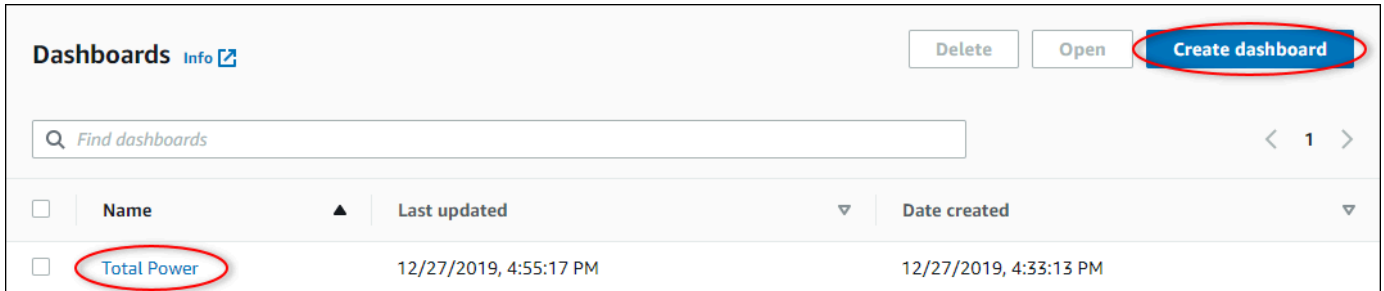 Dashboards Info
Delete
Open
Create dashboard
Find dashboards
1
Name
Last updated
Date created
Total Power
12/27/2019, 4:55:17 PM
12/27/2019, 4:33:13 PM